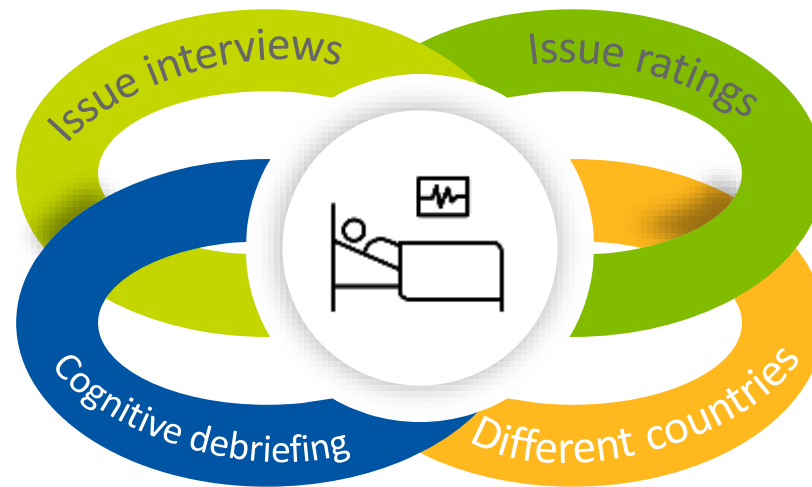 Issue interviews
Issue ratings
Cognitive debriefing
Different countries